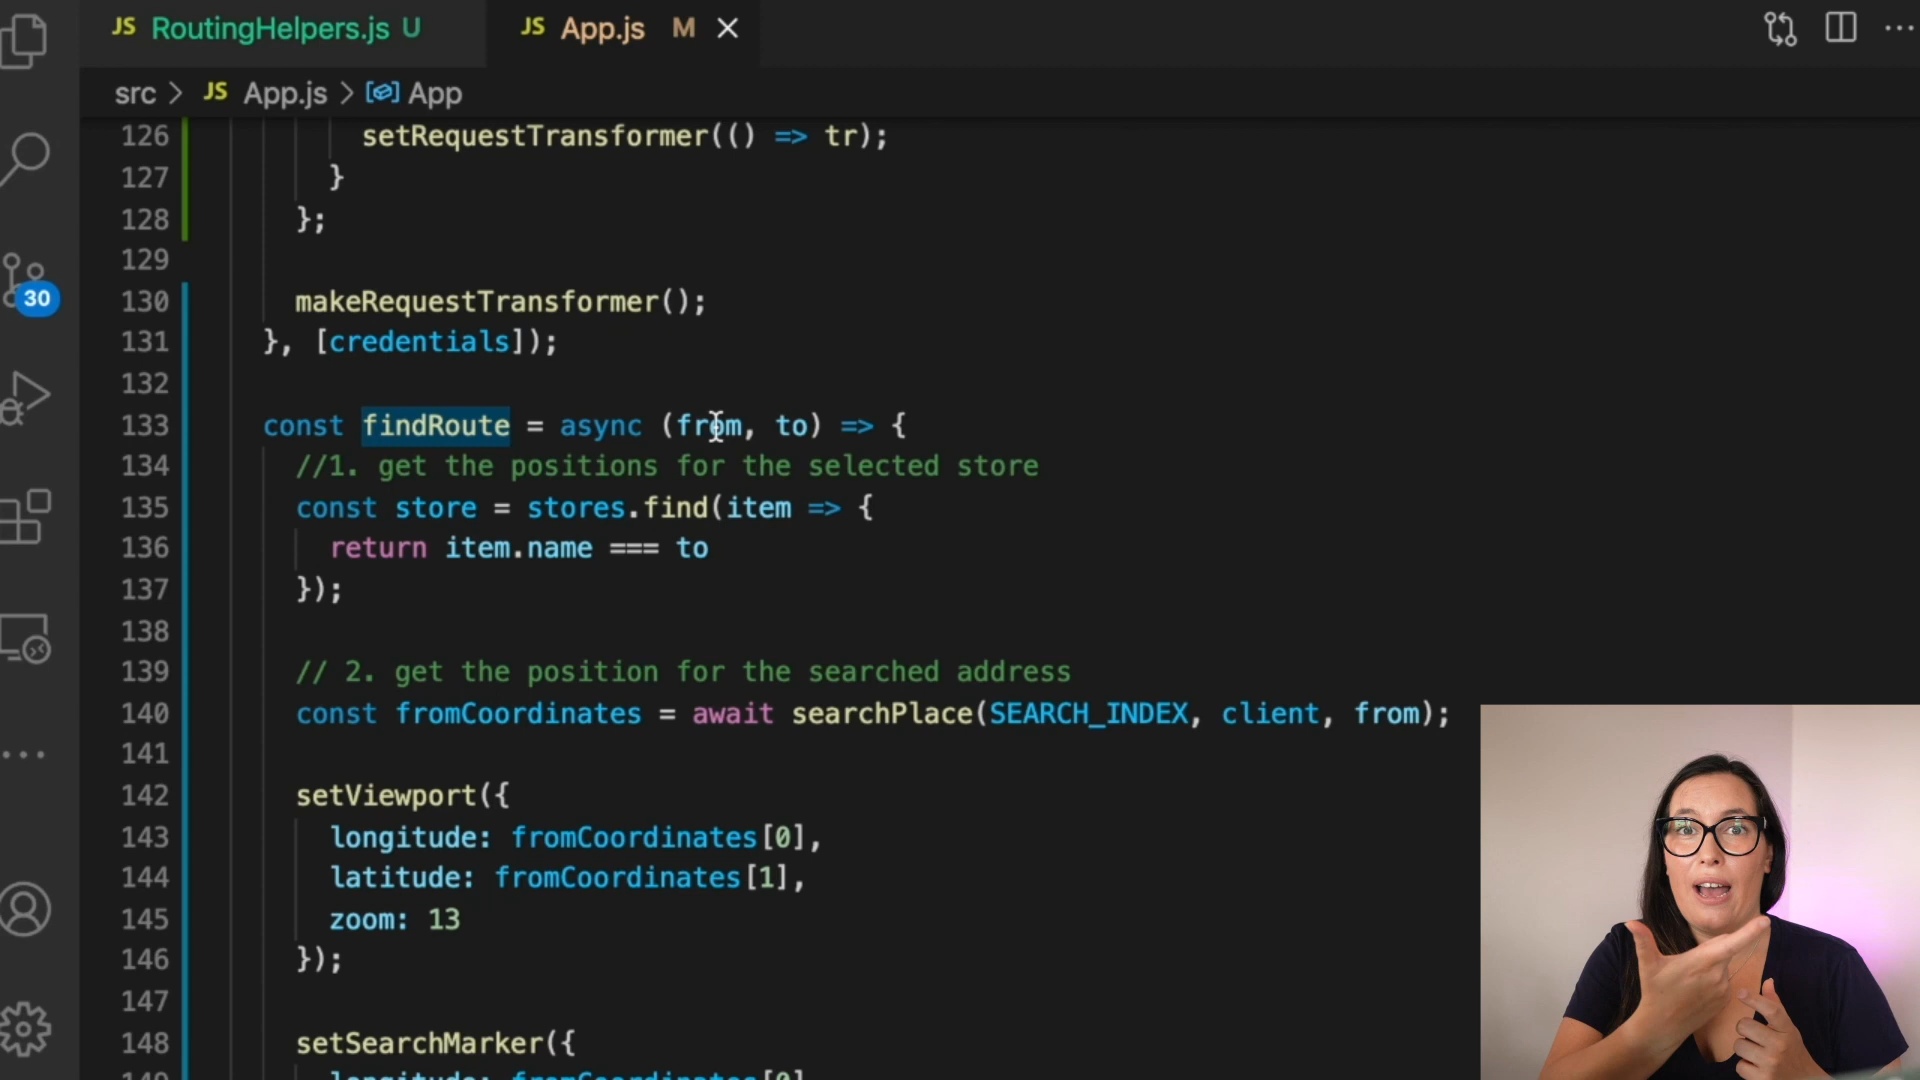 JS RoutingHelpers.js U JS App.js M
src > JS App.js > App
126 setRequestTransformer(() => tr);
127 }
128 };
129
130 makeRequestTransformer();
131 }, [credentials]);
132
133 const findRoute = async (from, to) => {
134 //1. get the positions for the selected store
135 const store = stores.find(item => {
136 return item.name === to
137 });
138
139 // 2. get the position for the searched address
140 const fromCoordinates = await searchPlace(SEARCH_INDEX, client, from);
141
142 setViewport({
143 longitude: fromCoordinates[0],
144 latitude: fromCoordinates[1],
145 zoom: 13
146 });
147
148 setSearchMarker({
149 longitude: fromCoordinates[0]
30